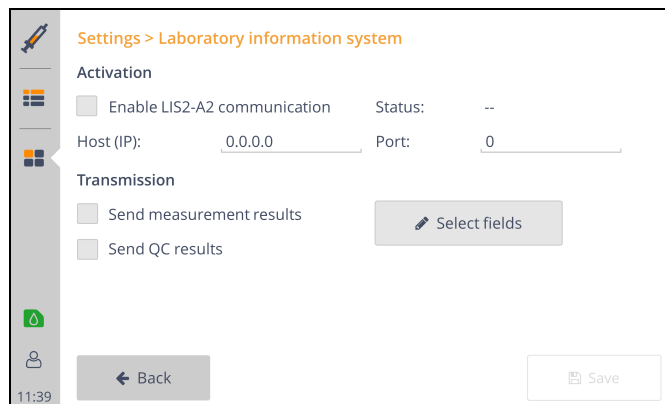 Settings > Laboratory information system
Activation
Enable LIS2-A2 communication Status: --
Host (IP): 0.0.0.0 Port: 0
Transmission
Send measurement results
Select fields
Send QC results
Back Save
11:39